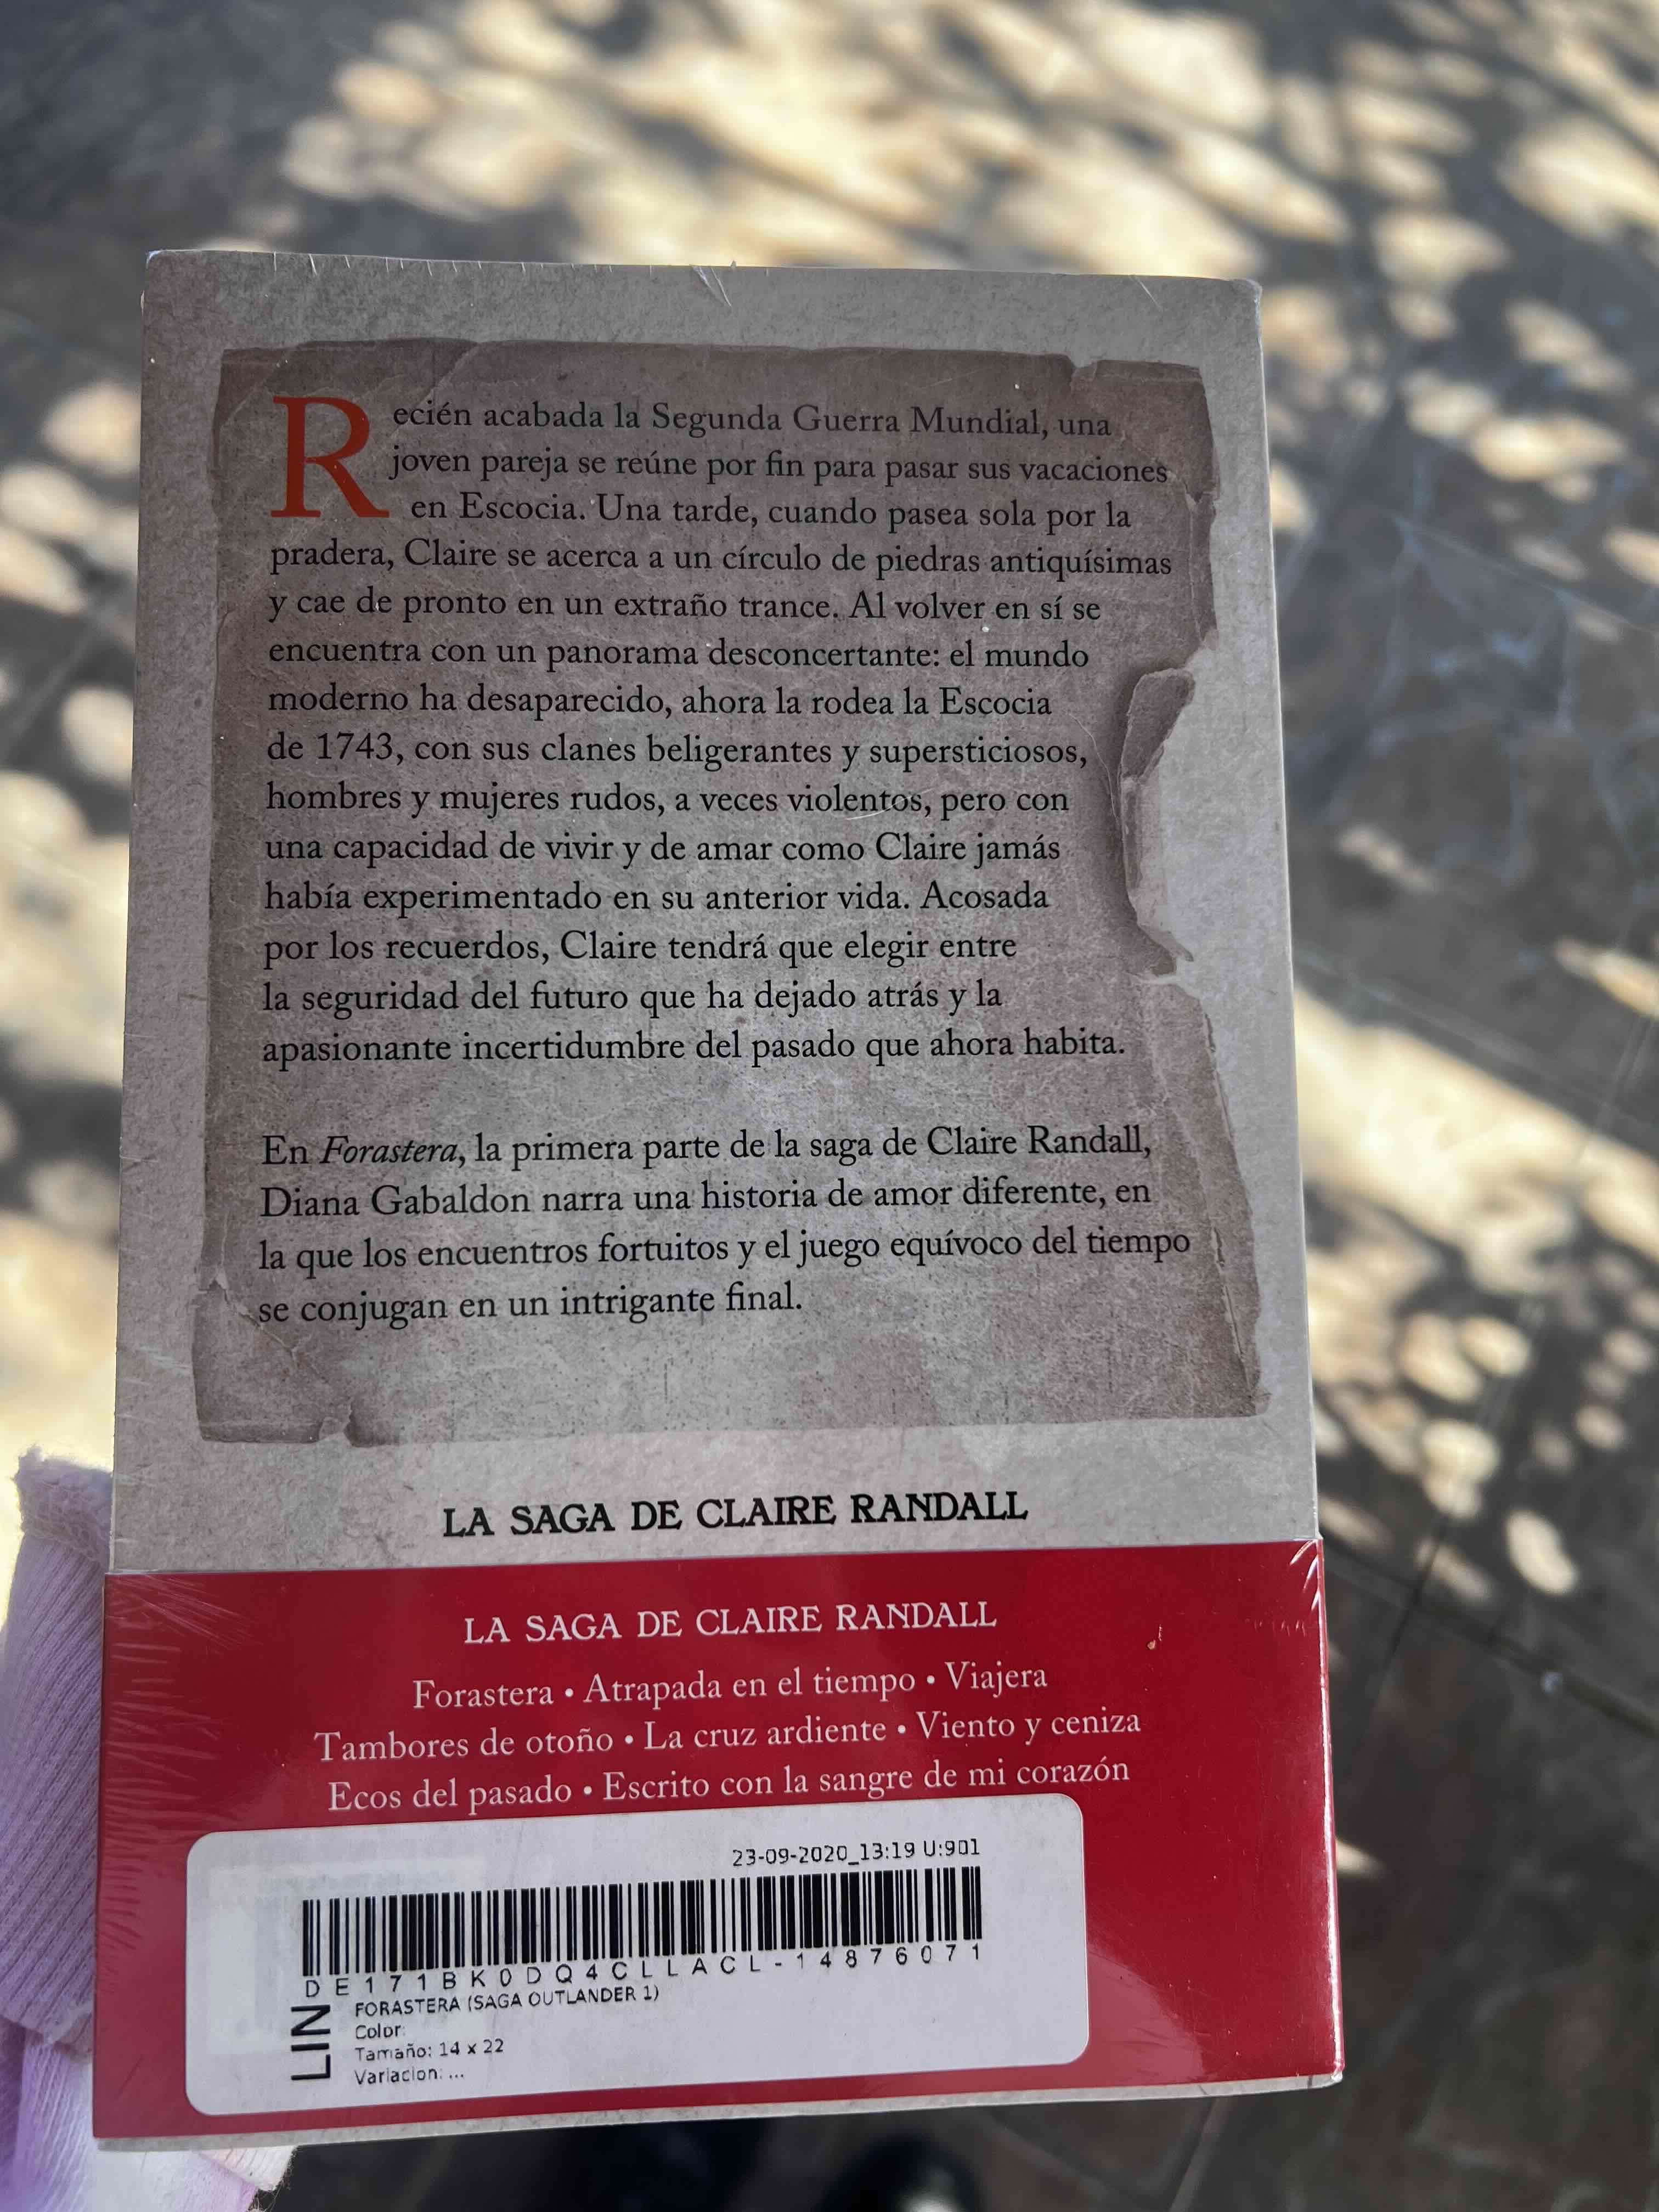 Recién acabada la Segunda Guerra Mundial, una
joven pareja se reúne por fin para pasar sus vacaciones
en Escocia. Una tarde, cuando pasea sola por la
pradera, Claire se acerca a un círculo de piedras antiquísimas
y cae de pronto en un extraño trance. Al volver en sí se
encuentra con un panorama desconcertante: el mundo
moderno ha desaparecido, ahora la rodea la Escocia
de 1743, con sus clanes beligerantes y supersticiosos,
hombres y mujeres rudos, a veces violentos, pero con
una capacidad de vivir y de amar como Claire jamás
había experimentado en su anterior vida. Acosada
por los recuerdos, Claire tendrá que elegir entre
la seguridad del futuro que ha dejado atrás y la
apasionante incertidumbre del pasado que ahora habita.
En Forastera, la primera parte de la saga de Claire Randall,
Diana Gabaldon narra una historia de amor diferente, en
la que los encuentros fortuitos y el juego equívoco del tiempo
se conjugan en un intrigante final.
LA SAGA DE CLAIRE RANDALL
LA SAGA DE CLAIRE RANDALL
Forastera • Atrapada en el tiempo • Viajera
Tambores de otoño • La cruz ardiente • Viento y ceniza
Ecos del pasado • Escrito con la sangre de mi corazón
23-09-2020_13:19 U:901
DE171BK0DQ4CLLACL-14876071
LIN
FORASTERA (SAGA OUTLANDER 1)
Color:
Tamaño: 14 x 22
Variacion: ...